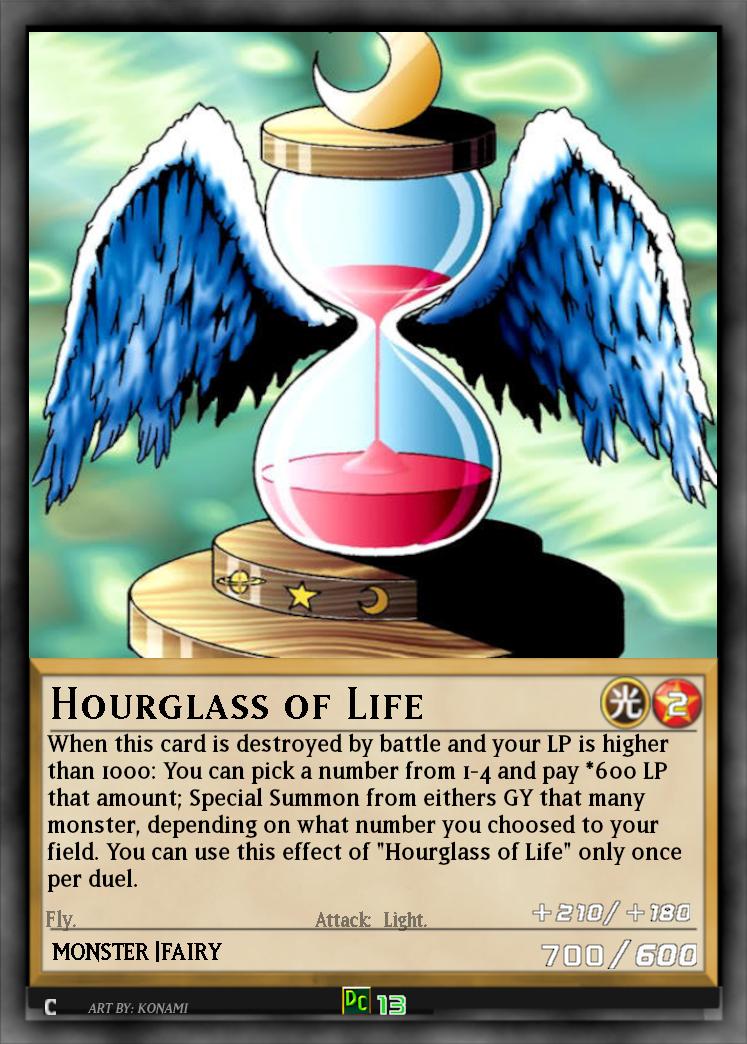 Hourglass of Life 光 2
When this card is destroyed by battle and your LP is higher
than 1000: You can pick a number from 1-4 and pay *600 LP
that amount; Special Summon from eithers GY that many
monster, depending on what number you choosed to your
field. You can use this effect of "Hourglass of Life" only once
per duel.
Fly. Attack: Light. +210/+180
MONSTER |FAIRY 700/600
C ART BY: KONAMI DC 13